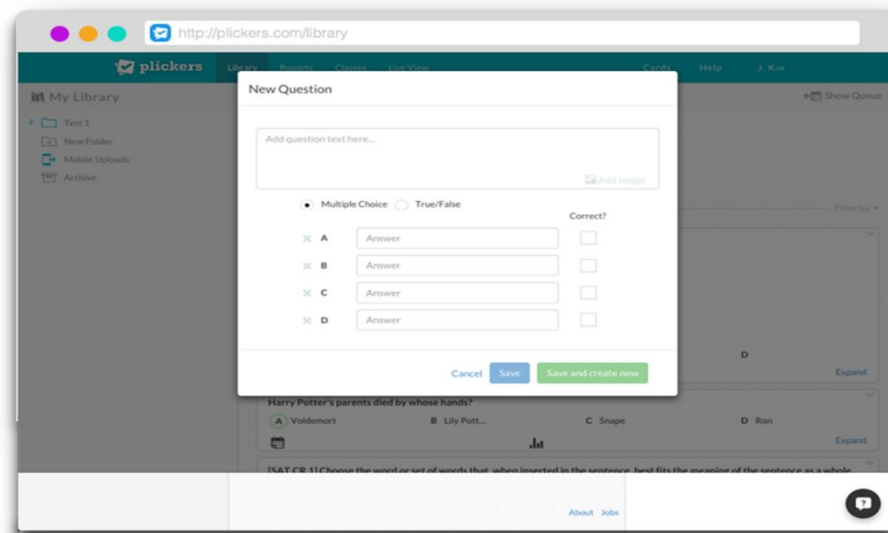 http://plickers.com/library
plickers Library Reports Classes Live View Cards Help J. Kim
My Library
Show Queue
Test 1
New Folder
Mobile Uploads
Archive
New Question
Add question text here...
Add Image
Multiple Choice True/False
Correct?
Filter by
A Answer
B Answer
C Answer
D Answer
Cancel Save Save and create new
D
Expand
Harry Potter's parents died by whose hands?
A Voldemort B Lily Pott... C Snape D Ron
Expand
[SAT CR 1] Choose the word or set of words that, when inserted in the sentence, best fits the meaning of the sentence as a whole
About Jobs